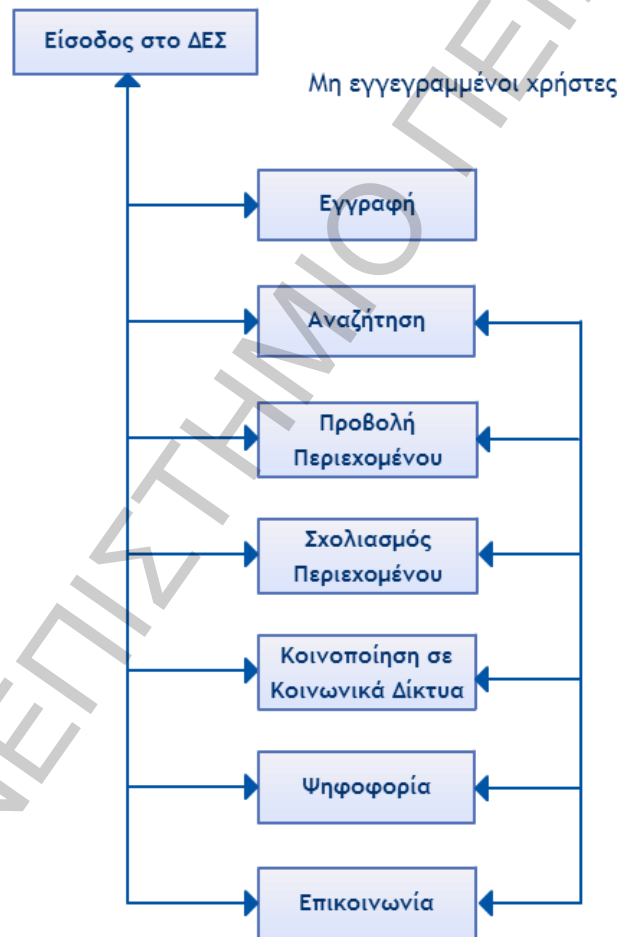 Είσοδος στο ΔΕΣ
Μη εγγεγραμμένοι χρήστες
Εγγραφή
Αναζήτηση
Προβολή
Περιεχομένου
Σχολιασμός
Περιεχομένου
Κοινοποίηση σε
Κοινωνικά Δίκτυα
Ψηφοφορία
Επικοινωνία